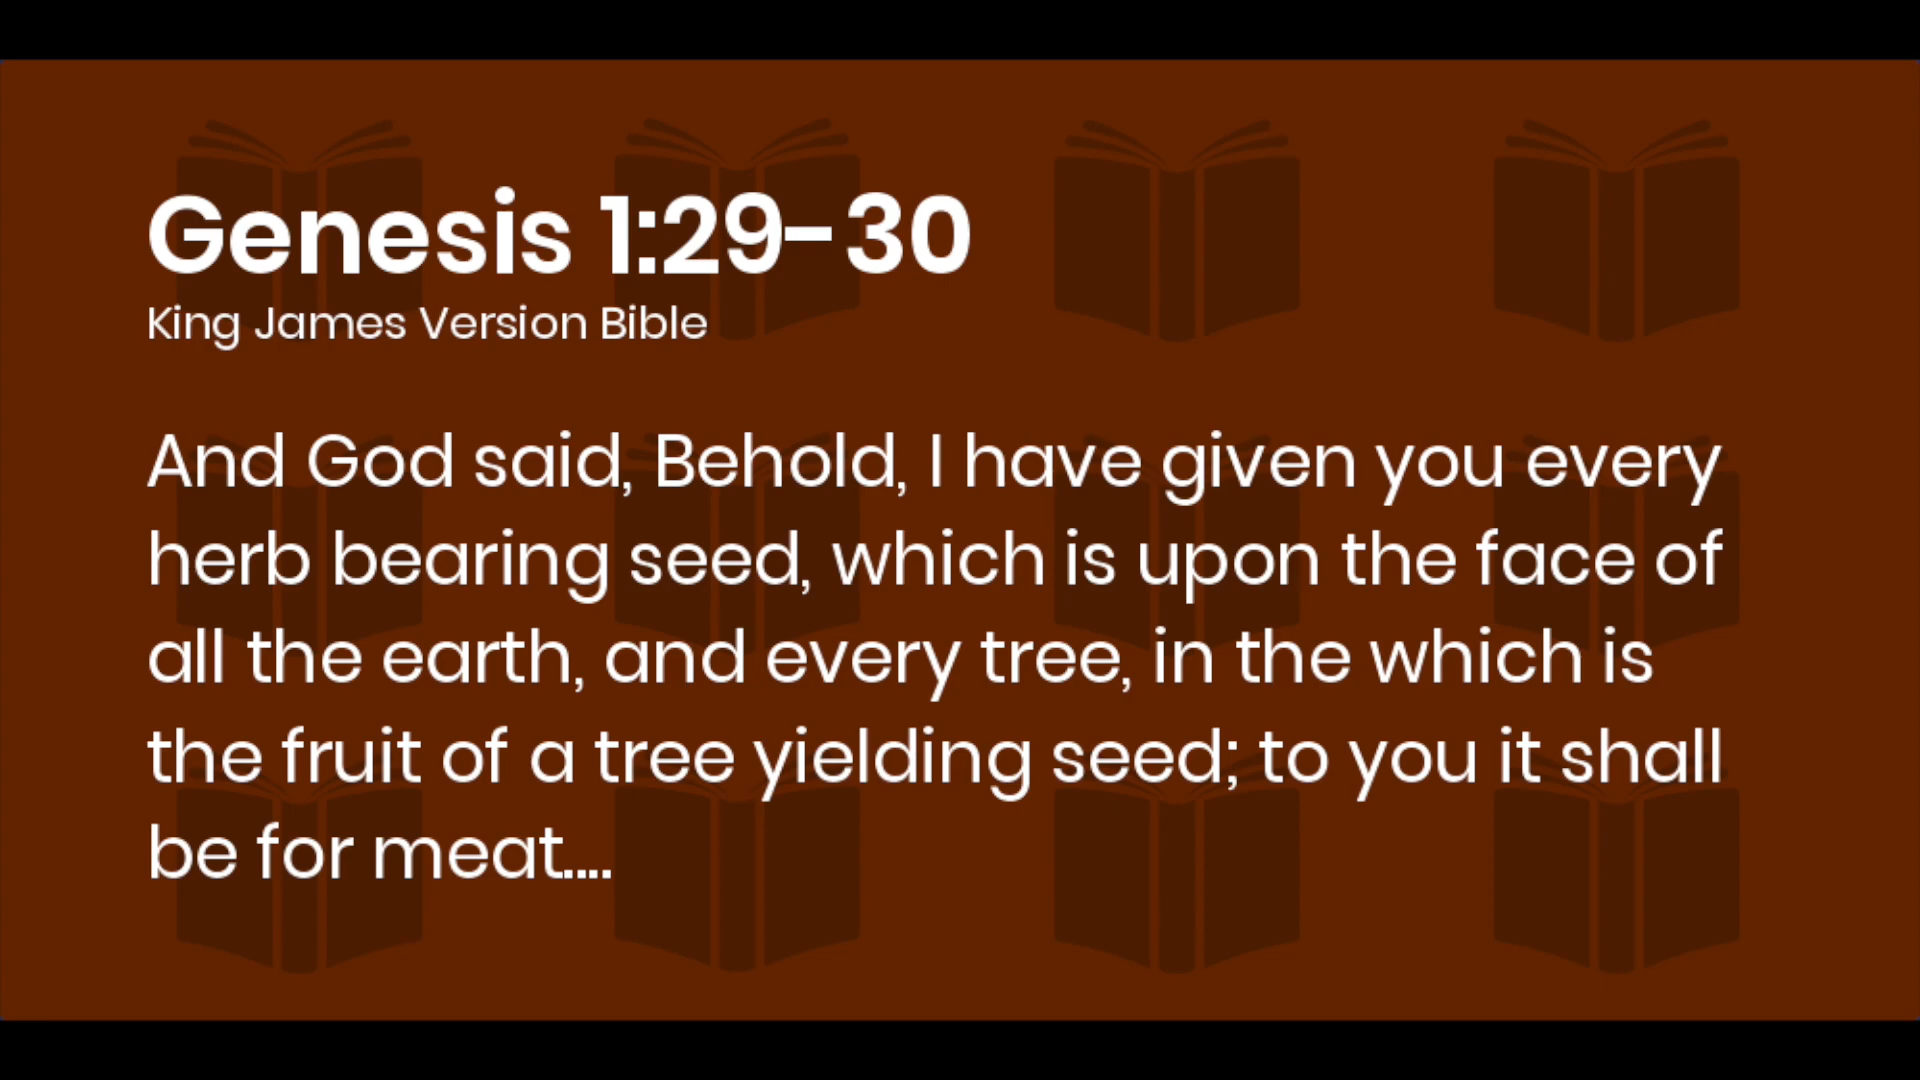 Genesis 1:29-30
King James Version Bible
And God said, Behold, I have given you every
herb bearing seed, which is upon the face of
all the earth, and every tree, in the which is
the fruit of a tree yielding seed; to you it shall
be for meat....